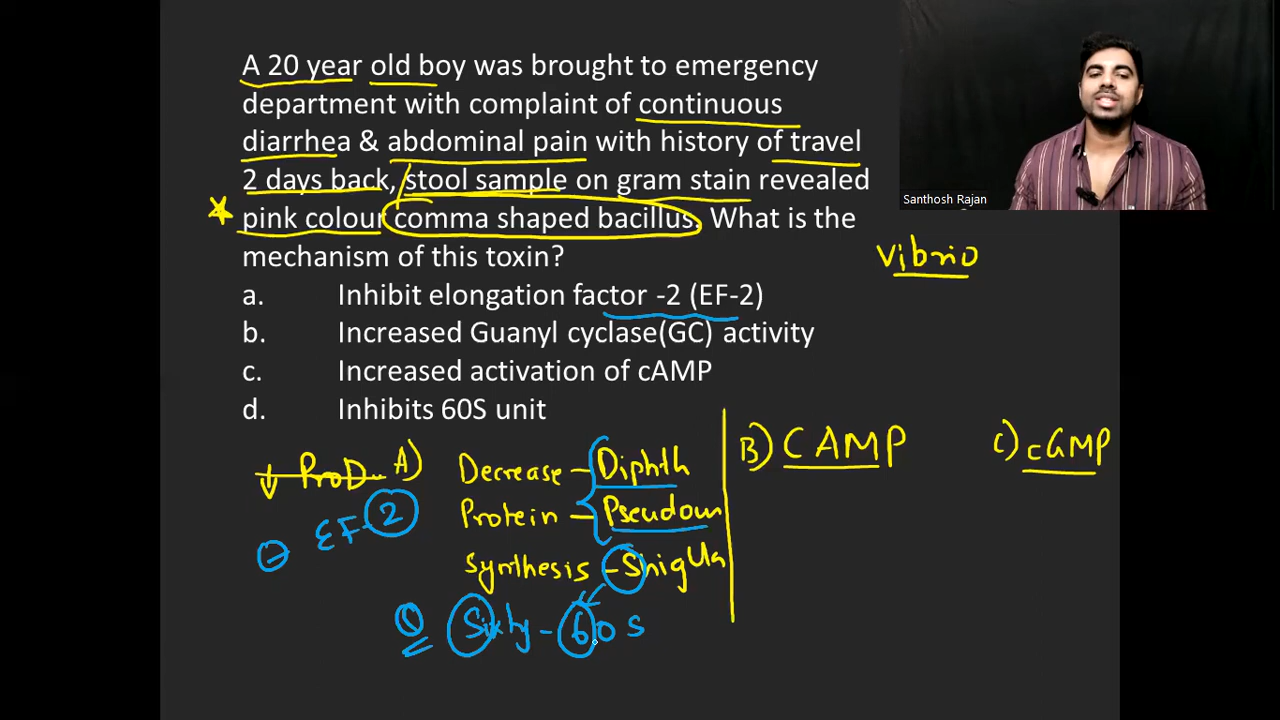 A 20 year old boy was brought to emergency
department with complaint of continuous
diarrhea & abdominal pain with history of travel
2 days back, stool sample on gram stain revealed
pink colour comma shaped bacillus. What is the
mechanism of this toxin?
a. Inhibit elongation factor -2 (EF-2)
b. Increased Guanyl cyclase(GC) activity
c. Increased activation of cAMP
d. Inhibits 60S unit
Santhosh Rajan
Vibrio
↓ ProD A) Decrease – Diphth
Protein – Pseudom
Synthesis – Shiglla
⊖ EF-2
Sixty – 60 S
B) CAMP
C) cGMP